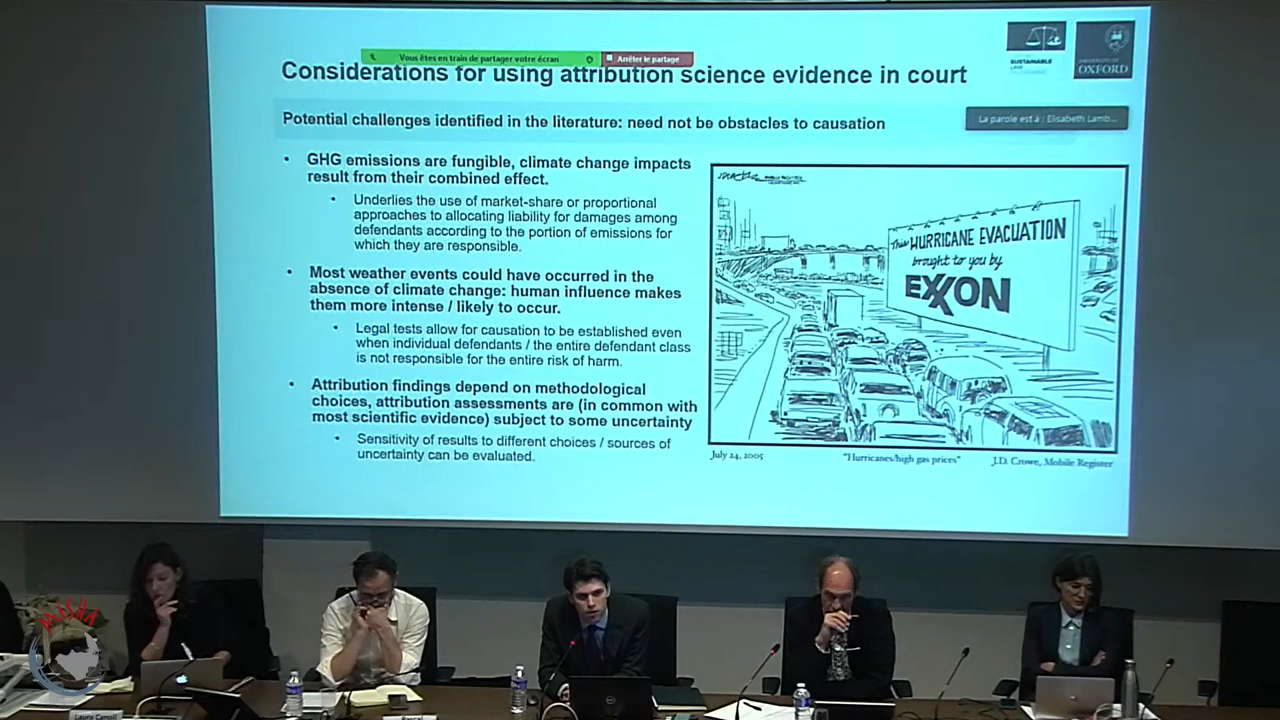 Vous êtes en train de partager votre écran
Arrêter le partage
Considerations for using attribution science evidence in court
SUSTAINABLE
LAW
UNIVERSITY OF
OXFORD
Potential challenges identified in the literature: need not be obstacles to causation
La parole est à : Elisabeth Lamb...
• GHG emissions are fungible, climate change impacts
result from their combined effect.
• Underlies the use of market-share or proportional
approaches to allocating liability for damages among
defendants according to the portion of emissions for
which they are responsible.
• Most weather events could have occurred in the
absence of climate change: human influence makes
them more intense / likely to occur.
• Legal tests allow for causation to be established even
when individual defendants / the entire defendant class
is not responsible for the entire risk of harm.
• Attribution findings depend on methodological
choices, attribution assessments are (in common with
most scientific evidence) subject to some uncertainty
• Sensitivity of results to different choices / sources of
uncertainty can be evaluated.
This HURRICANE EVACUATION
brought to you by
EXXON
July 24, 2005
"Hurricanes/high gas prices"
J.D. Crowe, Mobile Register
MISHA
DELL